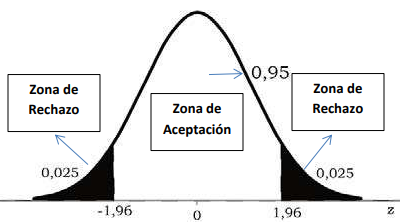 0,95
Zona de
Rechazo
Zona de
Aceptación
Zona de
Rechazo
0,025
0,025
-1,96
0
1,96
z